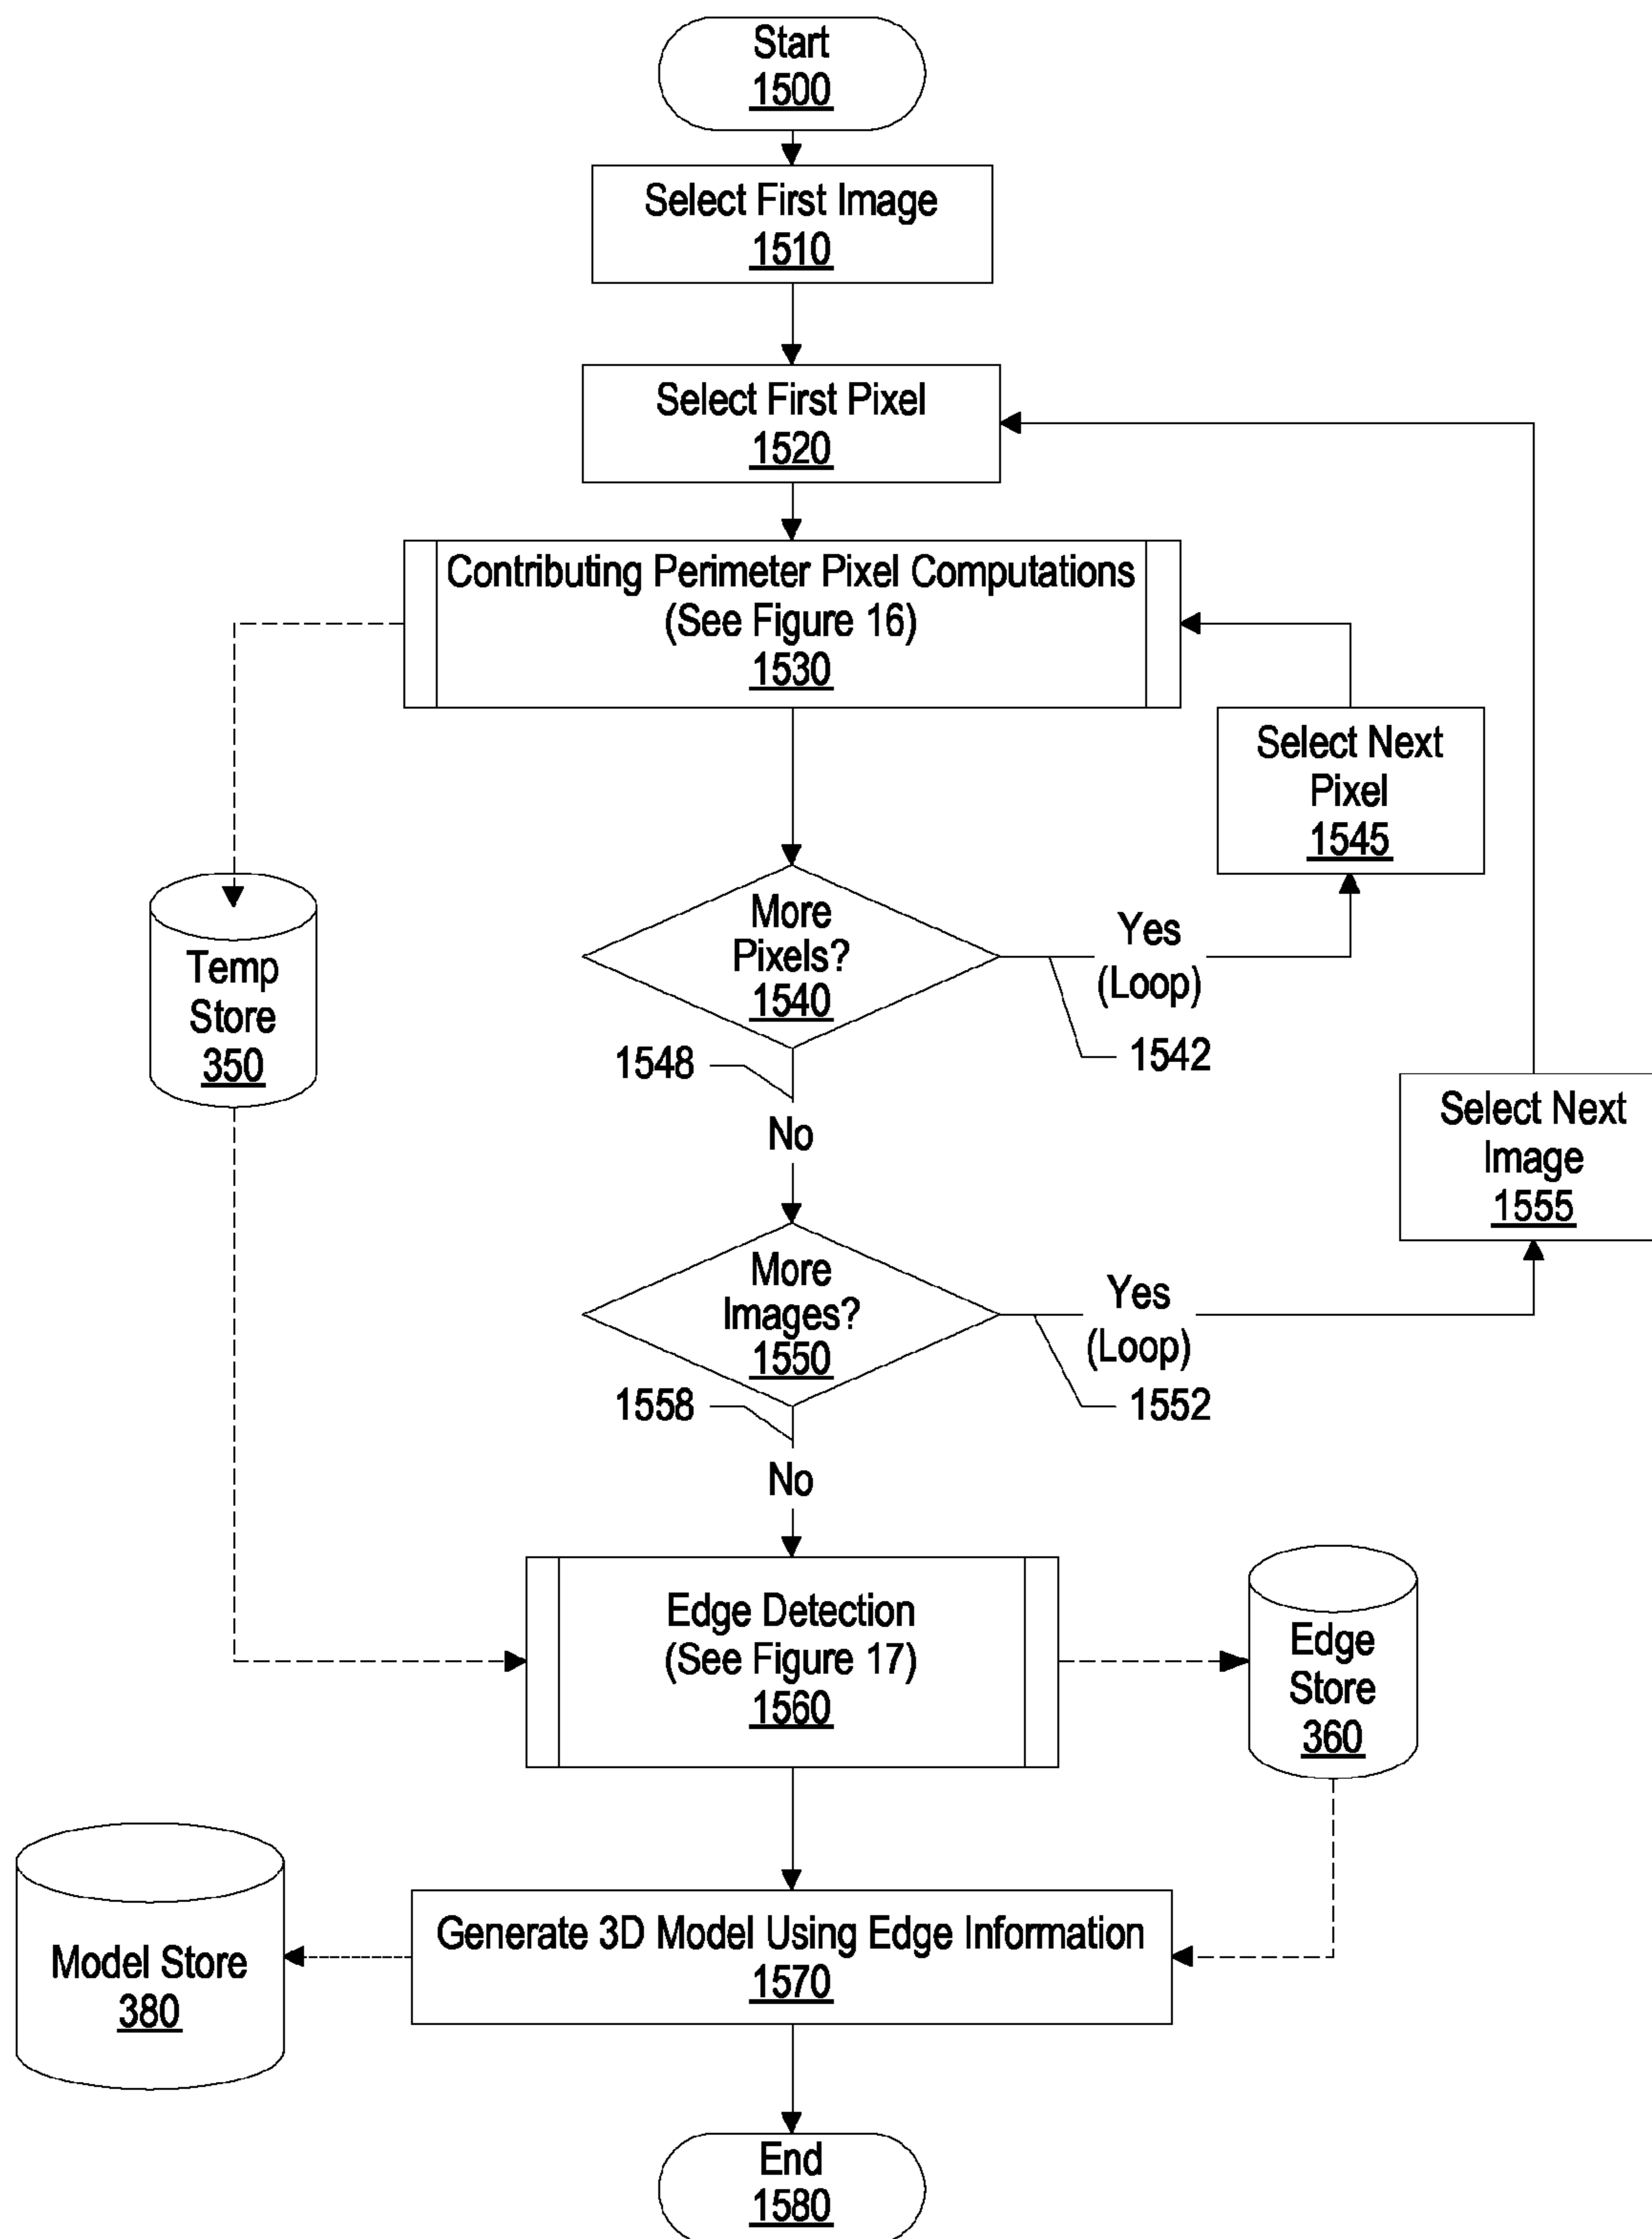 Start
1500
Select First Image
1510
Select First Pixel
1520
Contributing Perimeter Pixel Computations
(See Figure 16)
1530
Select Next
Pixel
1545
More
Pixels?
1540
Yes
(Loop)
1542
Temp
Store
350
1548
No
Select Next
Image
1555
More
Images?
1550
Yes
(Loop)
1552
1558
No
Edge Detection
(See Figure 17)
1560
Edge
Store
360
Generate 3D Model Using Edge Information
1570
Model Store
380
End
1580